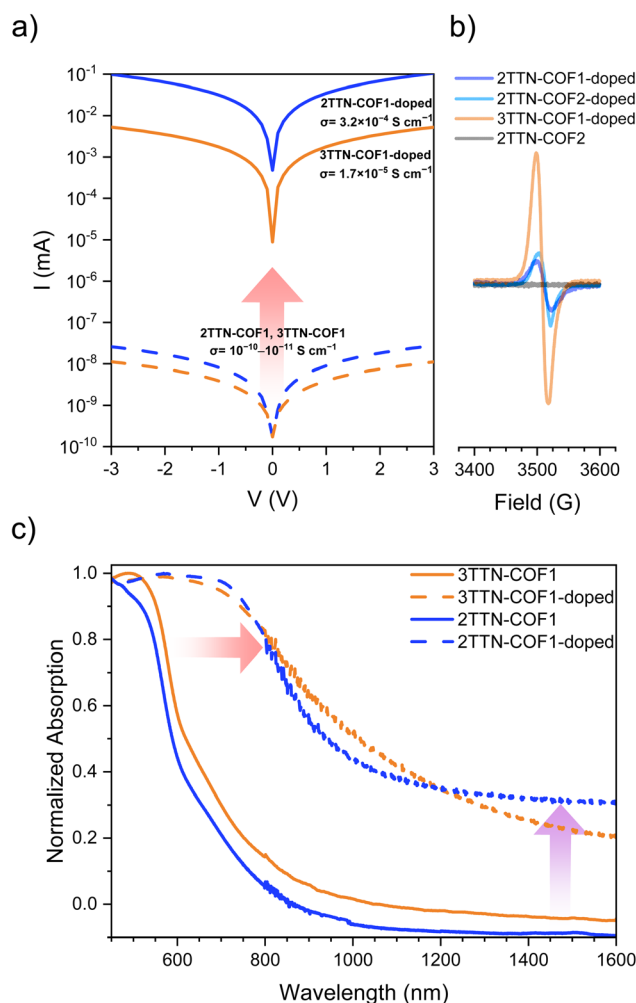 a)
I (mA)
10⁻¹
10⁻²
10⁻³
10⁻⁴
10⁻⁵
10⁻⁶
10⁻⁷
10⁻⁸
10⁻⁹
10⁻¹⁰
2TTN-COF1-doped
σ= 3.2×10⁻⁴ S cm⁻¹
3TTN-COF1-doped
σ= 1.7×10⁻⁵ S cm⁻¹
2TTN-COF1, 3TTN-COF1
σ= 10⁻¹⁰–10⁻¹¹ S cm⁻¹
-3 -2 -1 0 1 2 3
V (V)
b)
2TTN-COF1-doped
2TTN-COF2-doped
3TTN-COF1-doped
2TTN-COF2
3400 3500 3600
Field (G)
c)
Normalized Absorption
1.0
0.8
0.6
0.4
0.2
0.0
3TTN-COF1
3TTN-COF1-doped
2TTN-COF1
2TTN-COF1-doped
600 800 1000 1200 1400 1600
Wavelength (nm)